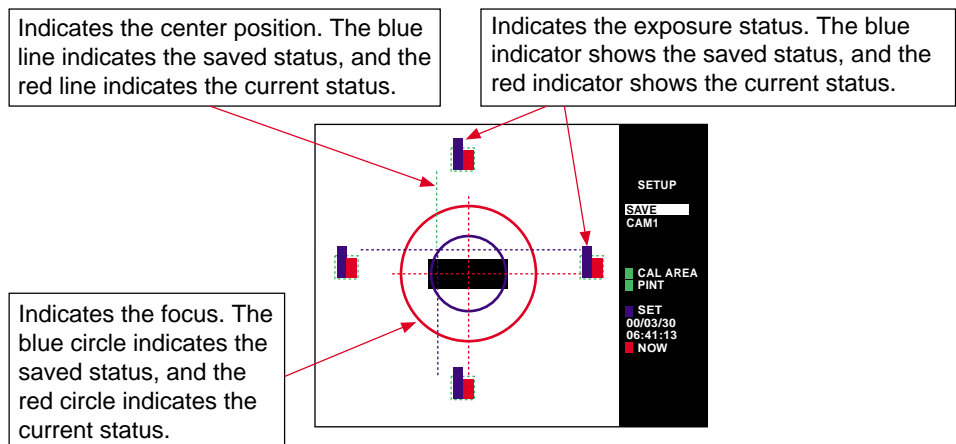 Indicates the center position. The blue
line indicates the saved status, and the
red line indicates the current status.
Indicates the exposure status. The blue
indicator shows the saved status, and the
red indicator shows the current status.
SETUP
SAVE
CAM1
CAL AREA
PINT
SET
00/03/30
06:41:13
NOW
Indicates the focus. The
blue circle indicates the
saved status, and the
red circle indicates the
current status.